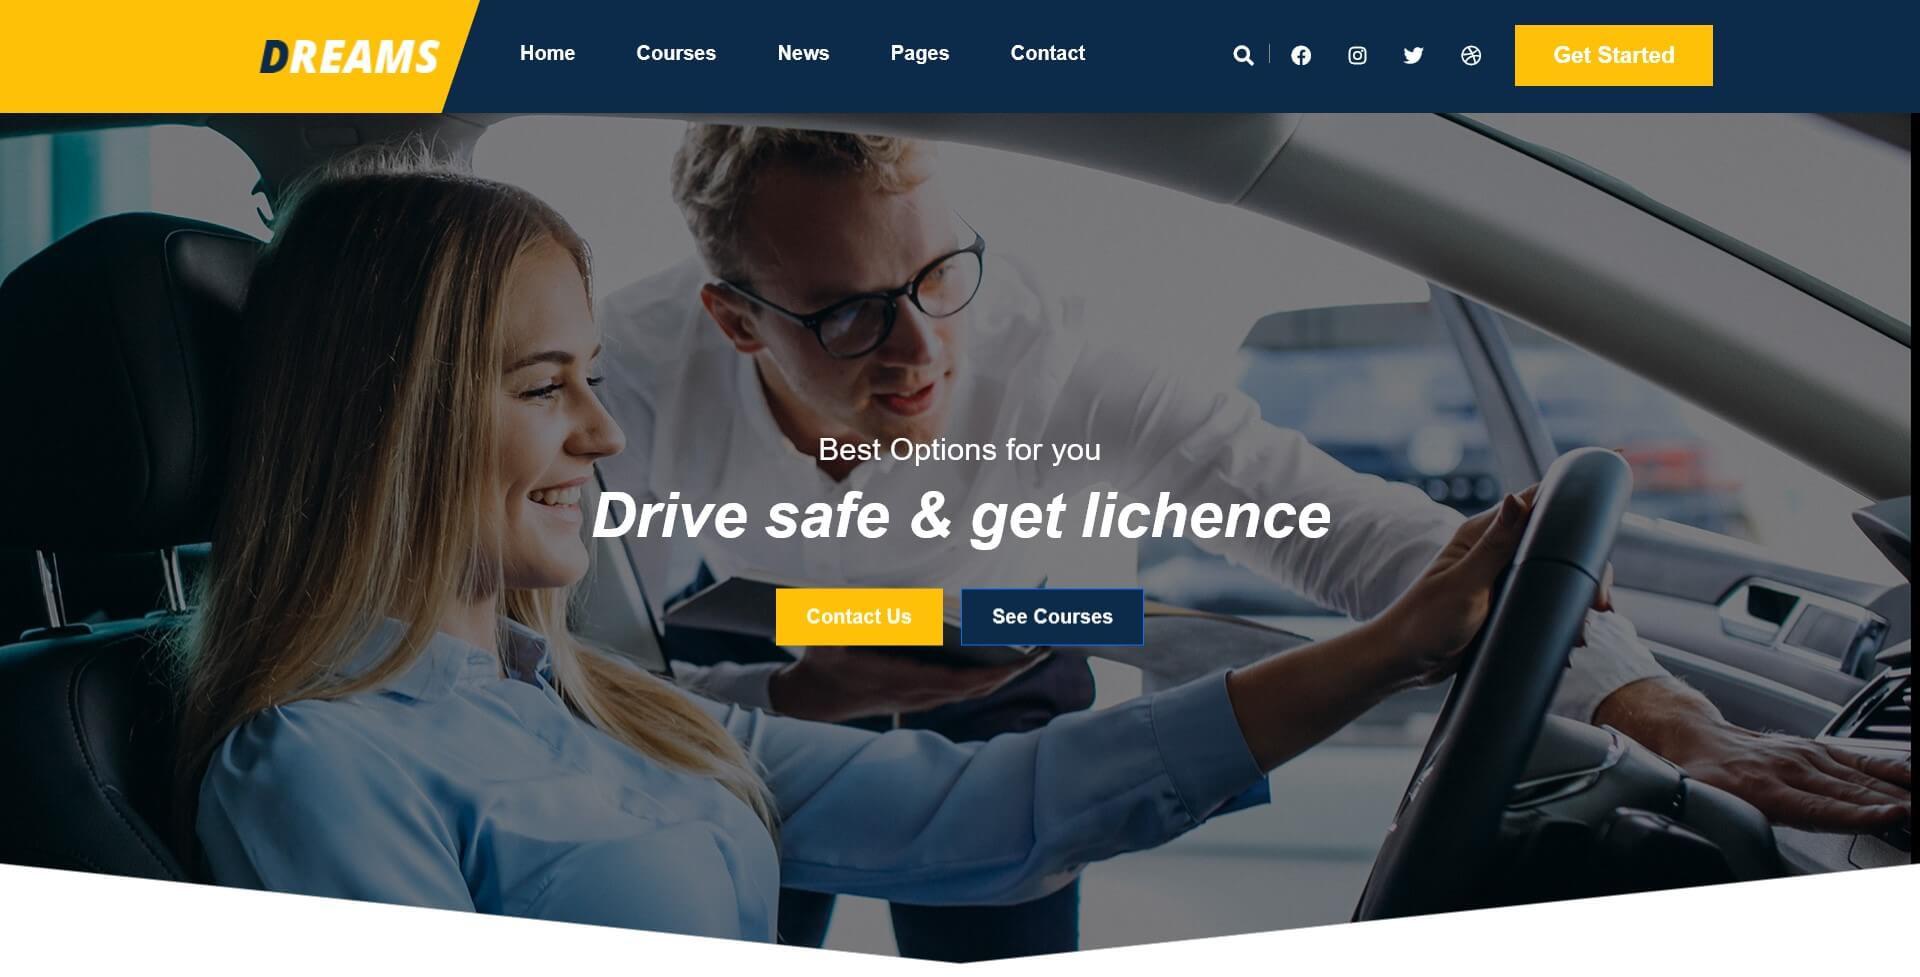 DREAMS
Home Courses News Pages Contact
Get Started
Best Options for you
Drive safe & get lichence
Contact Us See Courses